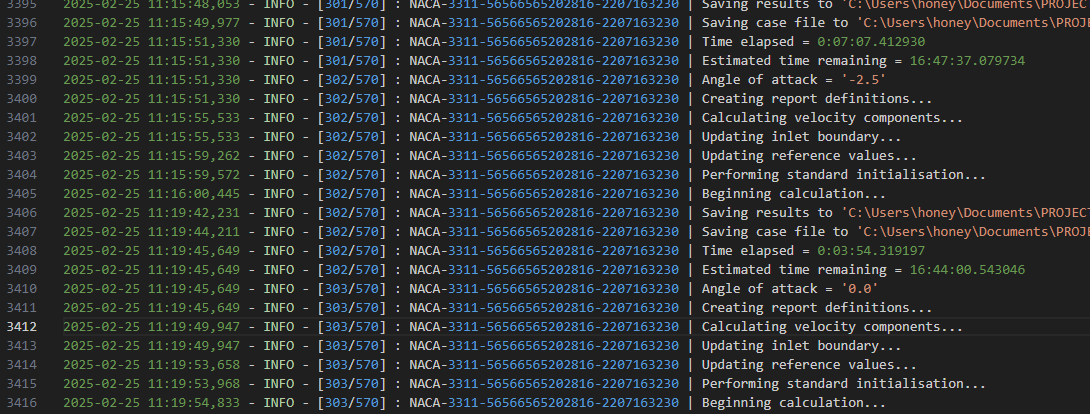 3395 2025-02-25 11:15:48,053 - INFO - [301/570] : NACA-3311-56566565202816-2207163230 | Saving results to 'C:\Users\honey\Documents\PROJEC
3396 2025-02-25 11:15:49,977 - INFO - [301/570] : NACA-3311-56566565202816-2207163230 | Saving case file to 'C:\Users\honey\Documents\PROJ
3397 2025-02-25 11:15:51,330 - INFO - [301/570] : NACA-3311-56566565202816-2207163230 | Time elapsed = 0:07:07.412930
3398 2025-02-25 11:15:51,330 - INFO - [301/570] : NACA-3311-56566565202816-2207163230 | Estimated time remaining = 16:47:37.079734
3399 2025-02-25 11:15:51,330 - INFO - [302/570] : NACA-3311-56566565202816-2207163230 | Angle of attack = '-2.5'
3400 2025-02-25 11:15:51,330 - INFO - [302/570] : NACA-3311-56566565202816-2207163230 | Creating report definitions...
3401 2025-02-25 11:15:55,533 - INFO - [302/570] : NACA-3311-56566565202816-2207163230 | Calculating velocity components...
3402 2025-02-25 11:15:55,533 - INFO - [302/570] : NACA-3311-56566565202816-2207163230 | Updating inlet boundary...
3403 2025-02-25 11:15:59,262 - INFO - [302/570] : NACA-3311-56566565202816-2207163230 | Updating reference values...
3404 2025-02-25 11:15:59,572 - INFO - [302/570] : NACA-3311-56566565202816-2207163230 | Performing standard initialisation...
3405 2025-02-25 11:16:00,445 - INFO - [302/570] : NACA-3311-56566565202816-2207163230 | Beginning calculation...
3406 2025-02-25 11:19:42,231 - INFO - [302/570] : NACA-3311-56566565202816-2207163230 | Saving results to 'C:\Users\honey\Documents\PROJECT
3407 2025-02-25 11:19:44,211 - INFO - [302/570] : NACA-3311-56566565202816-2207163230 | Saving case file to 'C:\Users\honey\Documents\PROJE
3408 2025-02-25 11:19:45,649 - INFO - [302/570] : NACA-3311-56566565202816-2207163230 | Time elapsed = 0:03:54.319197
3409 2025-02-25 11:19:45,649 - INFO - [302/570] : NACA-3311-56566565202816-2207163230 | Estimated time remaining = 16:44:00.543046
3410 2025-02-25 11:19:45,649 - INFO - [303/570] : NACA-3311-56566565202816-2207163230 | Angle of attack = '0.0'
3411 2025-02-25 11:19:45,649 - INFO - [303/570] : NACA-3311-56566565202816-2207163230 | Creating report definitions...
3412 2025-02-25 11:19:49,947 - INFO - [303/570] : NACA-3311-56566565202816-2207163230 | Calculating velocity components...
3413 2025-02-25 11:19:49,947 - INFO - [303/570] : NACA-3311-56566565202816-2207163230 | Updating inlet boundary...
3414 2025-02-25 11:19:53,658 - INFO - [303/570] : NACA-3311-56566565202816-2207163230 | Updating reference values...
3415 2025-02-25 11:19:53,968 - INFO - [303/570] : NACA-3311-56566565202816-2207163230 | Performing standard initialisation...
3416 2025-02-25 11:19:54,833 - INFO - [303/570] : NACA-3311-56566565202816-2207163230 | Beginning calculation...